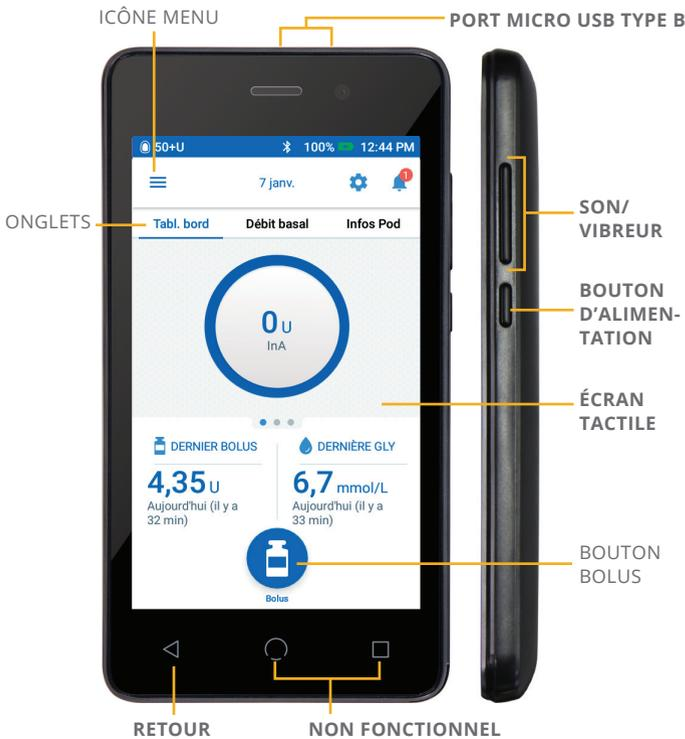 ICÔNE MENU
PORT MICRO USB TYPE B
50+U
100%
12:44 PM
7 janv.
1
ONGLETS
Tabl. bord
Débit basal
Infos Pod
SON/
VIBREUR
0 U
InA
BOUTON
D'ALIMEN-
TATION
ÉCRAN
TACTILE
DERNIER BOLUS
4,35 U
Aujourd'hui (il y a
32 min)
DERNIÈRE GLY
6,7 mmol/L
Aujourd'hui (il y a
33 min)
BOUTON
BOLUS
Bolus
RETOUR
NON FONCTIONNEL